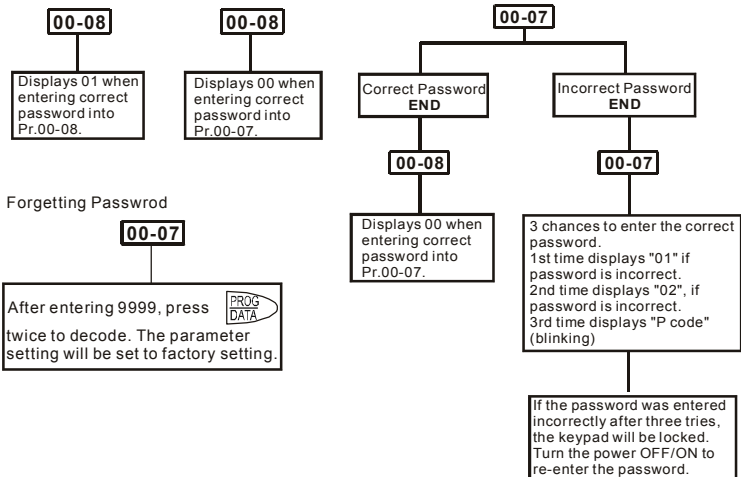 00-08
Displays 01 when
entering correct
password into
Pr.00-08.
00-08
Displays 00 when
entering correct
password into
Pr.00-07.
Forgetting Passwrod
00-07
After entering 9999, press PROG
DATA
twice to decode. The parameter
setting will be set to factory setting.
00-07
Correct Password
END
00-08
Displays 00 when
entering correct
password into
Pr.00-07.
Incorrect Password
END
00-07
3 chances to enter the correct
password.
1st time displays "01" if
password is incorrect.
2nd time displays "02", if
password is incorrect.
3rd time displays "P code"
(blinking)
If the password was entered
incorrectly after three tries,
the keypad will be locked.
Turn the power OFF/ON to
re-enter the password.